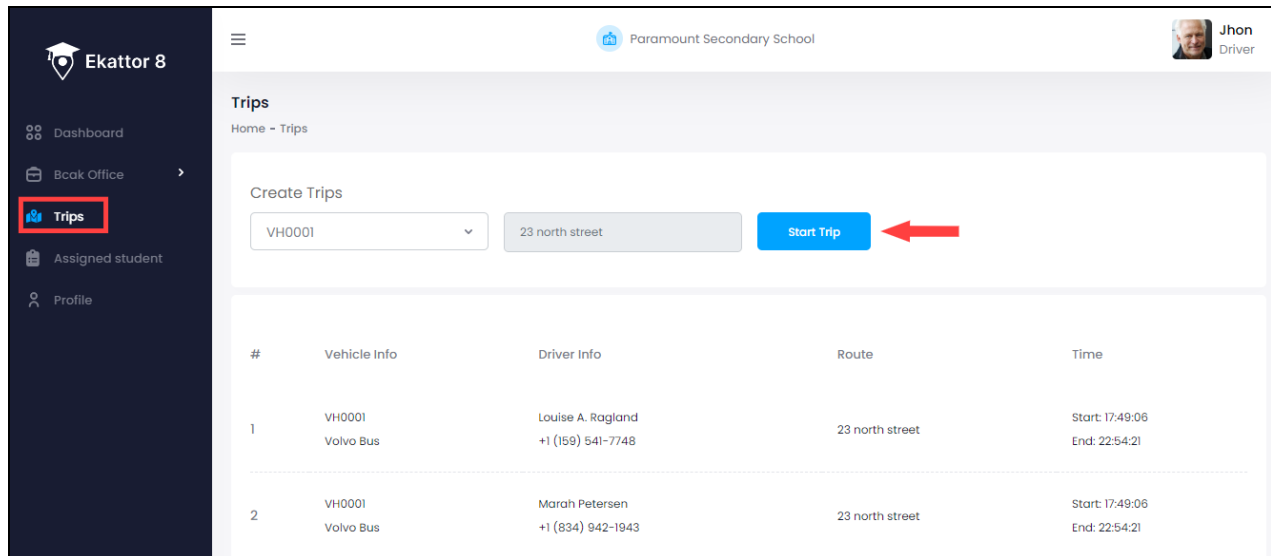 Ekattor 8
Paramount Secondary School
Jhon
Driver
Dashboard
Bcak Office
Trips
Assigned student
Profile
Trips
Home - Trips
Create Trips
VH0001
23 north street
Start Trip
# Vehicle Info Driver Info Route Time
1 VH0001 Louise A. Ragland 23 north street Start: 17:49:06
Volvo Bus +1 (159) 541-7748 End: 22:54:21
2 VH0001 Marah Petersen 23 north street Start: 17:49:06
Volvo Bus +1 (834) 942-1943 End: 22:54:21